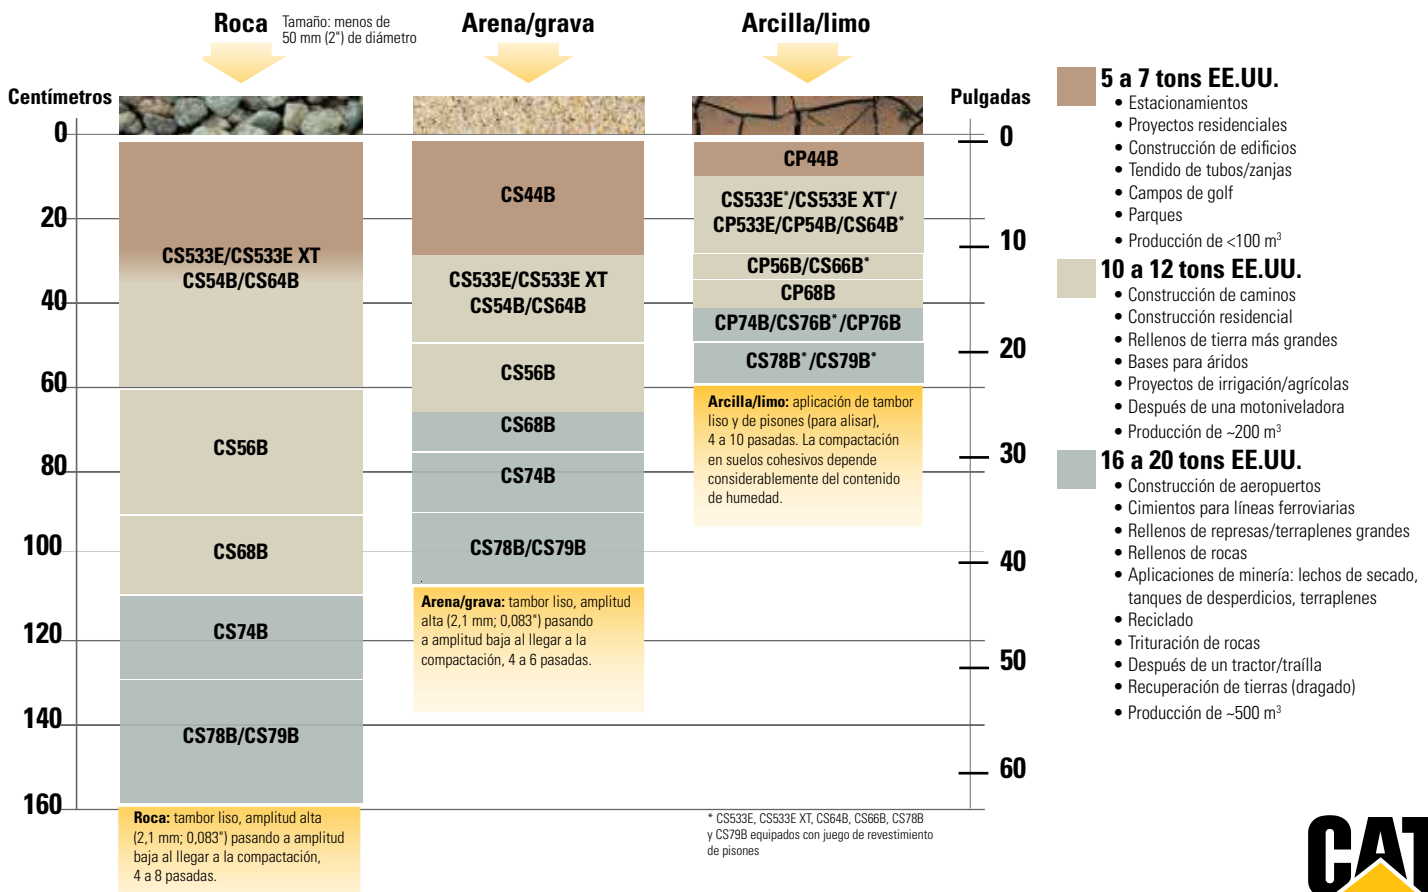 Roca
Tamaño: menos de
50 mm (2") de diámetro
Arena/grava
Arcilla/limo
Centímetros
0
20
40
60
80
100
120
140
160
CS533E/CS533E XT
CS54B/CS64B
CS56B
CS68B
CS74B
CS78B/CS79B
Roca: tambor liso, amplitud alta
(2,1 mm; 0,083") pasando a amplitud
baja al llegar a la compactación,
4 a 8 pasadas.
CS44B
CS533E/CS533E XT
CS54B/CS64B
CS56B
CS68B
CS74B
CS78B/CS79B
Arena/grava: tambor liso, amplitud
alta (2,1 mm; 0,083") pasando
a amplitud baja al llegar a la
compactación, 4 a 6 pasadas.
CP44B
CS533E*/CS533E XT*/
CP533E/CP54B/CS64B*
CP56B/CS66B*
CP68B
CP74B/CS76B*/CP76B
CS78B*/CS79B*
Arcilla/limo: aplicación de tambor
liso y de pisones (para alisar),
4 a 10 pasadas. La compactación
en suelos cohesivos depende
considerablemente del contenido
de humedad.
* CS533E, CS533E XT, CS64B, CS66B, CS78B
y CS79B equipados con juego de revestimiento
de pisones
Pulgadas
0
10
20
30
40
50
60
5 a 7 tons EE.UU.
• Estacionamientos
• Proyectos residenciales
• Construcción de edificios
• Tendido de tubos/zanjas
• Campos de golf
• Parques
• Producción de <100 m³
10 a 12 tons EE.UU.
• Construcción de caminos
• Construcción residencial
• Rellenos de tierra más grandes
• Bases para áridos
• Proyectos de irrigación/agrícolas
• Después de una motoniveladora
• Producción de ~200 m³
16 a 20 tons EE.UU.
• Construcción de aeropuertos
• Cimientos para líneas ferroviarias
• Rellenos de represas/terraplenes grandes
• Rellenos de rocas
• Aplicaciones de minería: lechos de secado,
tanques de desperdicios, terraplenes
• Reciclado
• Trituración de rocas
• Después de un tractor/traílla
• Recuperación de tierras (dragado)
• Producción de ~500 m³
CAT